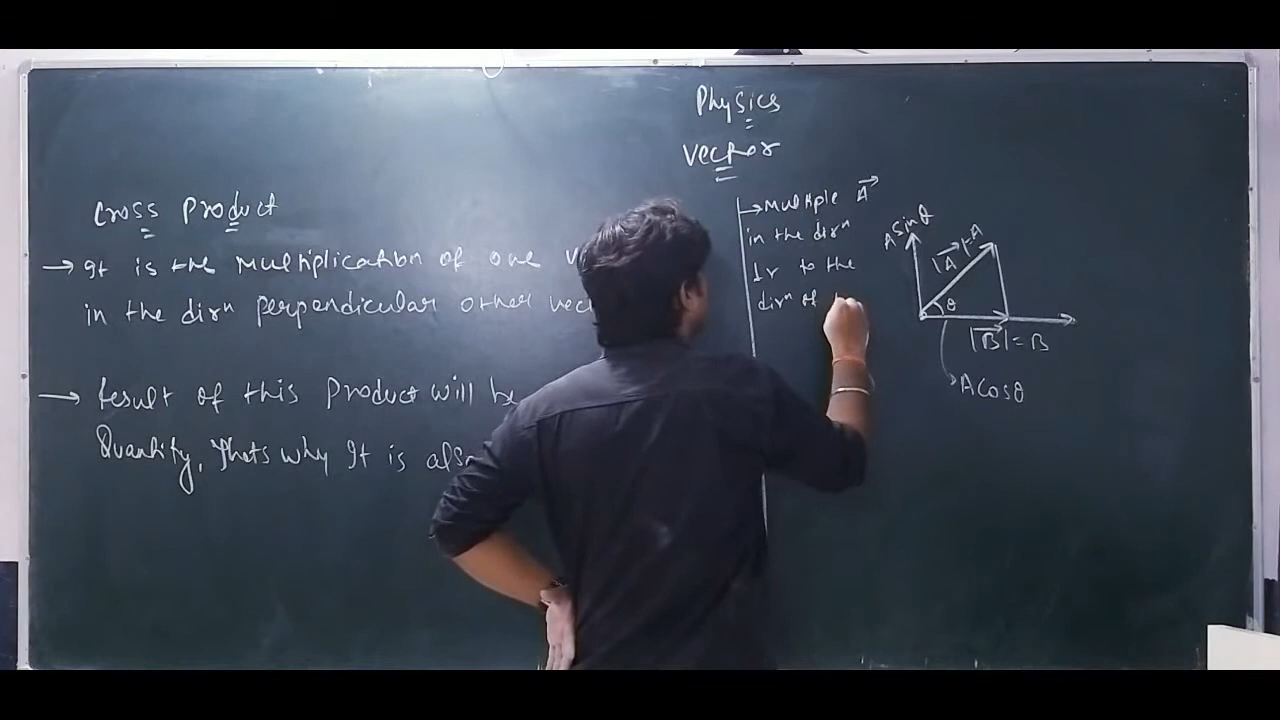 Physics
Vector
Cross Product
→ It is the Multiplication of one
in the dirⁿ perpendicular other
→ Result of this Product will be
Quantity, Thats why It is also
→ Multiple A⃗
in the dirⁿ
⊥r to the
dirⁿ of
A sinθ
|A⃗|=A
θ
|B⃗|=B
A cosθ